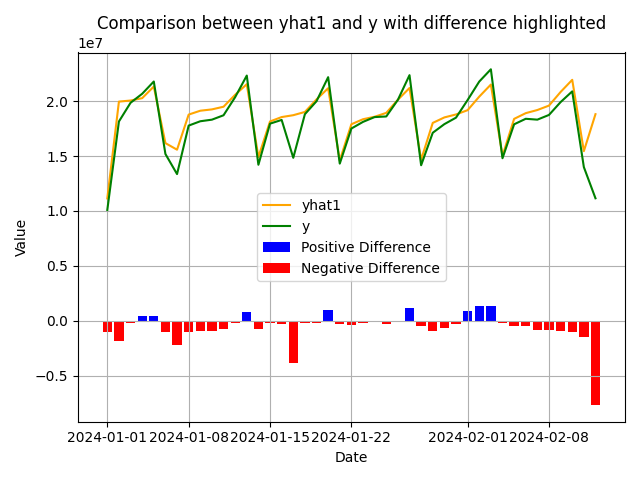 Comparison between yhat1 and y with difference highlighted
1e7
2.0
1.5
1.0
0.5
0.0
−0.5
Value
yhat1
y
Positive Difference
Negative Difference
2024-01-01
2024-01-08
2024-01-15
2024-01-22
2024-02-01
2024-02-08
Date